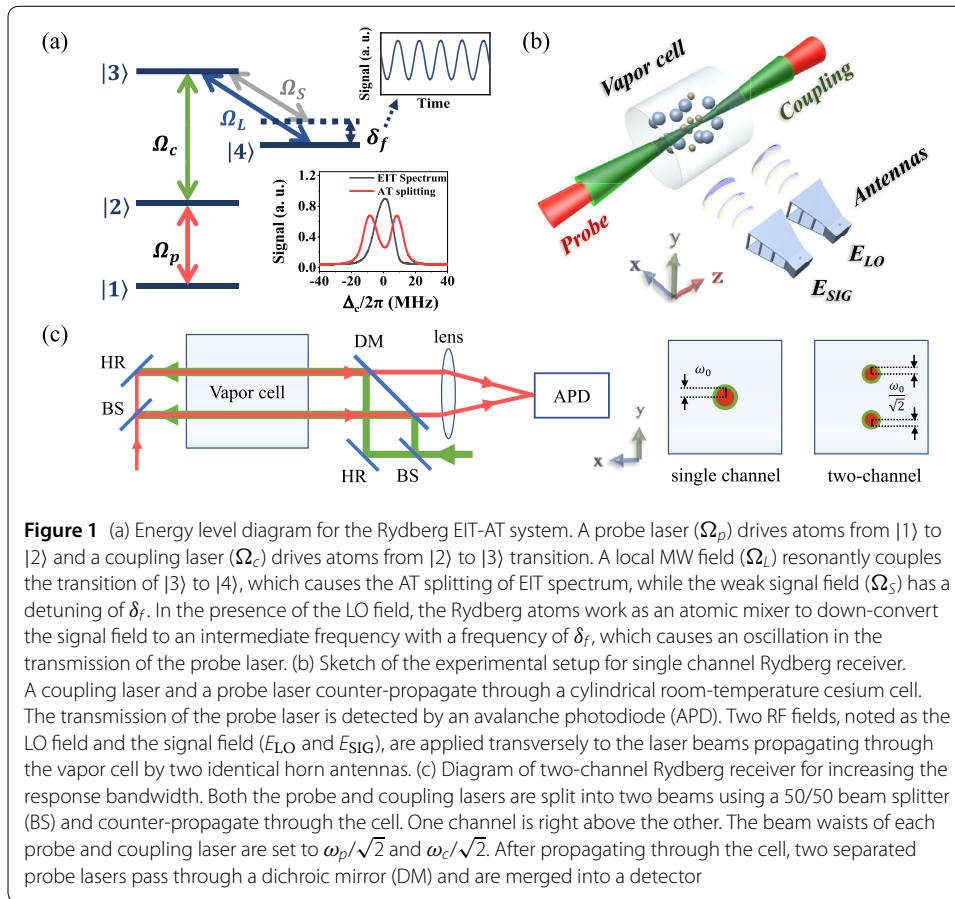 (a)
|3⟩
Ω_S
Ω_L
δ_f
|4⟩
Ω_c
|2⟩
Ω_p
|1⟩
Signal (a. u.)
Time
EIT Spectrum
AT splitting
Signal (a. u.)
1.2
0.8
0.4
0.0
-40 -20 0 20 40
Δ_c/2π (MHz)
(b)
Vapor cell
Coupling
Probe
Antennas
E_LO
E_SIG
y
x
z
(c)
HR
BS
Vapor cell
DM
lens
APD
HR
BS
y
x
ω₀
single channel
ω₀
√2
two-channel
Figure 1 (a) Energy level diagram for the Rydberg EIT-AT system. A probe laser (Ω_p) drives atoms from |1⟩ to
|2⟩ and a coupling laser (Ω_c) drives atoms from |2⟩ to |3⟩ transition. A local MW field (Ω_L) resonantly couples
the transition of |3⟩ to |4⟩, which causes the AT splitting of EIT spectrum, while the weak signal field (Ω_S) has a
detuning of δ_f. In the presence of the LO field, the Rydberg atoms work as an atomic mixer to down-convert
the signal field to an intermediate frequency with a frequency of δ_f, which causes an oscillation in the
transmission of the probe laser. (b) Sketch of the experimental setup for single channel Rydberg receiver.
A coupling laser and a probe laser counter-propagate through a cylindrical room-temperature cesium cell.
The transmission of the probe laser is detected by an avalanche photodiode (APD). Two RF fields, noted as the
LO field and the signal field (E_LO and E_SIG), are applied transversely to the laser beams propagating through
the vapor cell by two identical horn antennas. (c) Diagram of two-channel Rydberg receiver for increasing the
response bandwidth. Both the probe and coupling lasers are split into two beams using a 50/50 beam splitter
(BS) and counter-propagate through the cell. One channel is right above the other. The beam waists of each
probe and coupling laser are set to ω_p/√2 and ω_c/√2. After propagating through the cell, two separated
probe lasers pass through a dichroic mirror (DM) and are merged into a detector